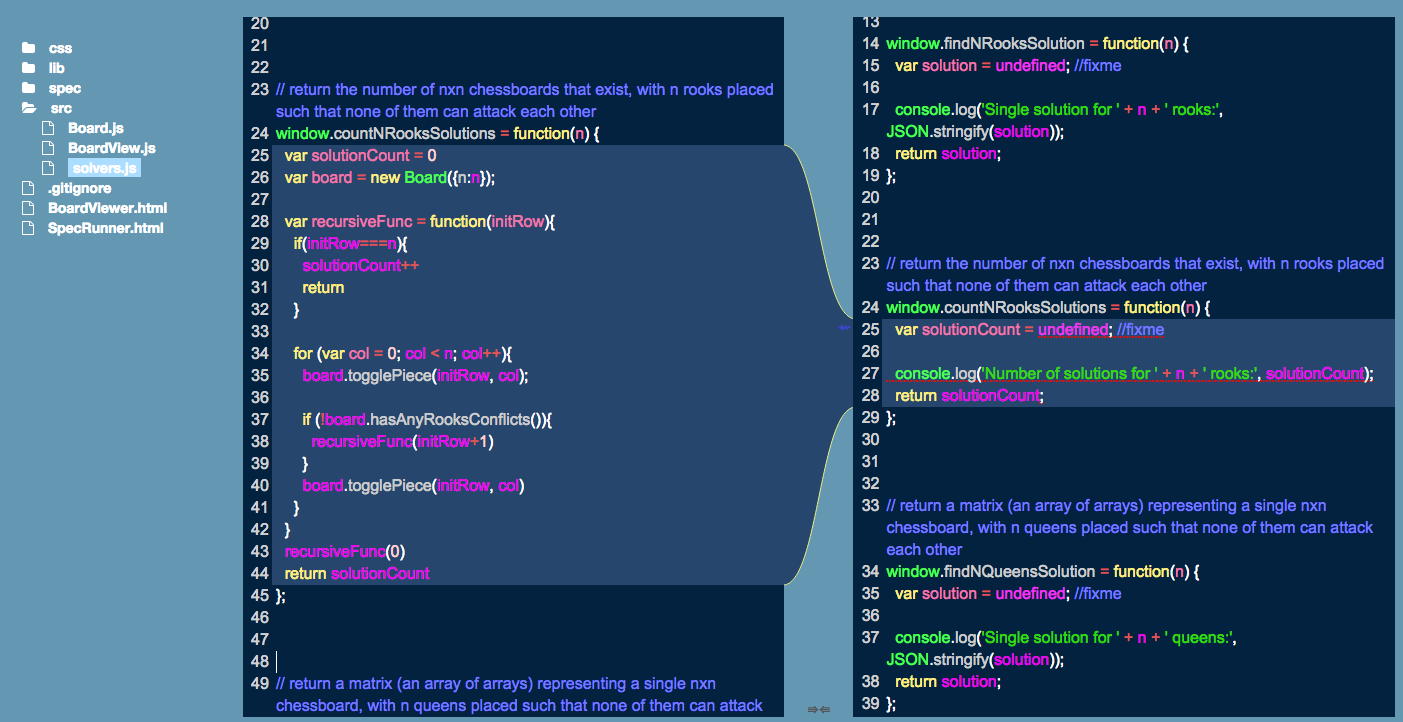 css
lib
spec
src
Board.js
BoardView.js
solvers.js
.gitignore
BoardViewer.html
SpecRunner.html
20
21
22
23 // return the number of nxn chessboards that exist, with n rooks placed
such that none of them can attack each other
24 window.countNRooksSolutions = function(n) {
25 var solutionCount = 0
26 var board = new Board({n:n});
27
28 var recursiveFunc = function(initRow){
29 if(initRow===n){
30 solutionCount++
31 return
32 }
33
34 for (var col = 0; col < n; col++){
35 board.togglePiece(initRow, col);
36
37 if (!board.hasAnyRooksConflicts()){
38 recursiveFunc(initRow+1)
39 }
40 board.togglePiece(initRow, col)
41 }
42 }
43 recursiveFunc(0)
44 return solutionCount
45 };
46
47
48
49 // return a matrix (an array of arrays) representing a single nxn
chessboard, with n queens placed such that none of them can attack
13
14 window.findNRooksSolution = function(n) {
15 var solution = undefined; //fixme
16
17 console.log('Single solution for ' + n + ' rooks:',
JSON.stringify(solution));
18 return solution;
19 };
20
21
22
23 // return the number of nxn chessboards that exist, with n rooks placed
such that none of them can attack each other
24 window.countNRooksSolutions = function(n) {
25 var solutionCount = undefined; //fixme
26
27 console.log('Number of solutions for ' + n + ' rooks:', solutionCount);
28 return solutionCount;
29 };
30
31
32
33 // return a matrix (an array of arrays) representing a single nxn
chessboard, with n queens placed such that none of them can attack
each other
34 window.findNQueensSolution = function(n) {
35 var solution = undefined; //fixme
36
37 console.log('Single solution for ' + n + ' queens:',
JSON.stringify(solution));
38 return solution;
39 };